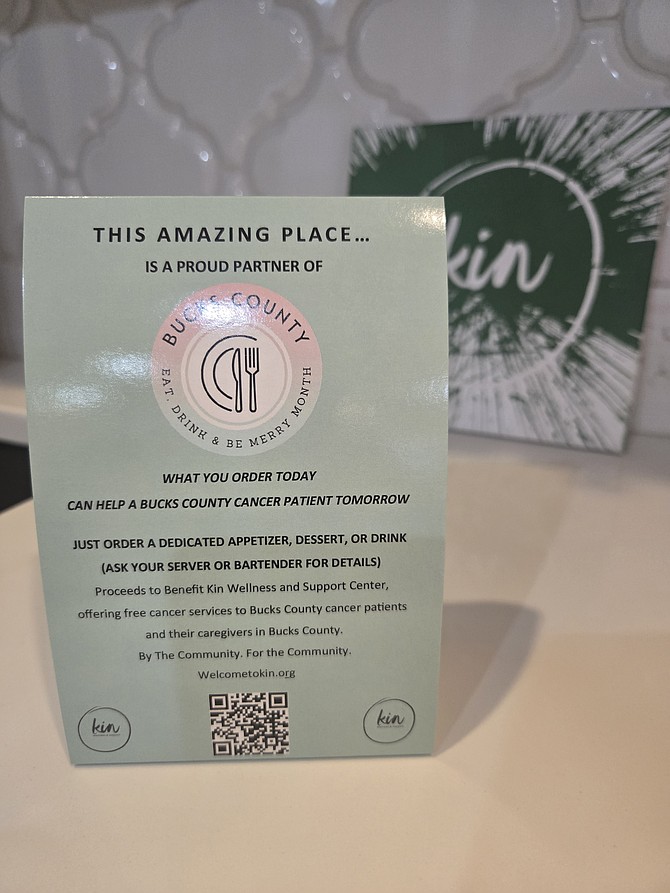 THIS AMAZING PLACE...
IS A PROUD PARTNER OF
BUCKS COUNTY
EAT, DRINK & BE MERRY MONTH
WHAT YOU ORDER TODAY
CAN HELP A BUCKS COUNTY CANCER PATIENT TOMORROW
JUST ORDER A DEDICATED APPETIZER, DESSERT, OR DRINK
(ASK YOUR SERVER OR BARTENDER FOR DETAILS)
Proceeds to Benefit Kin Wellness and Support Center,
offering free cancer services to Bucks County cancer patients
and their caregivers in Bucks County.
By The Community. For the Community.
Welcometokin.org
kin
kin
kin